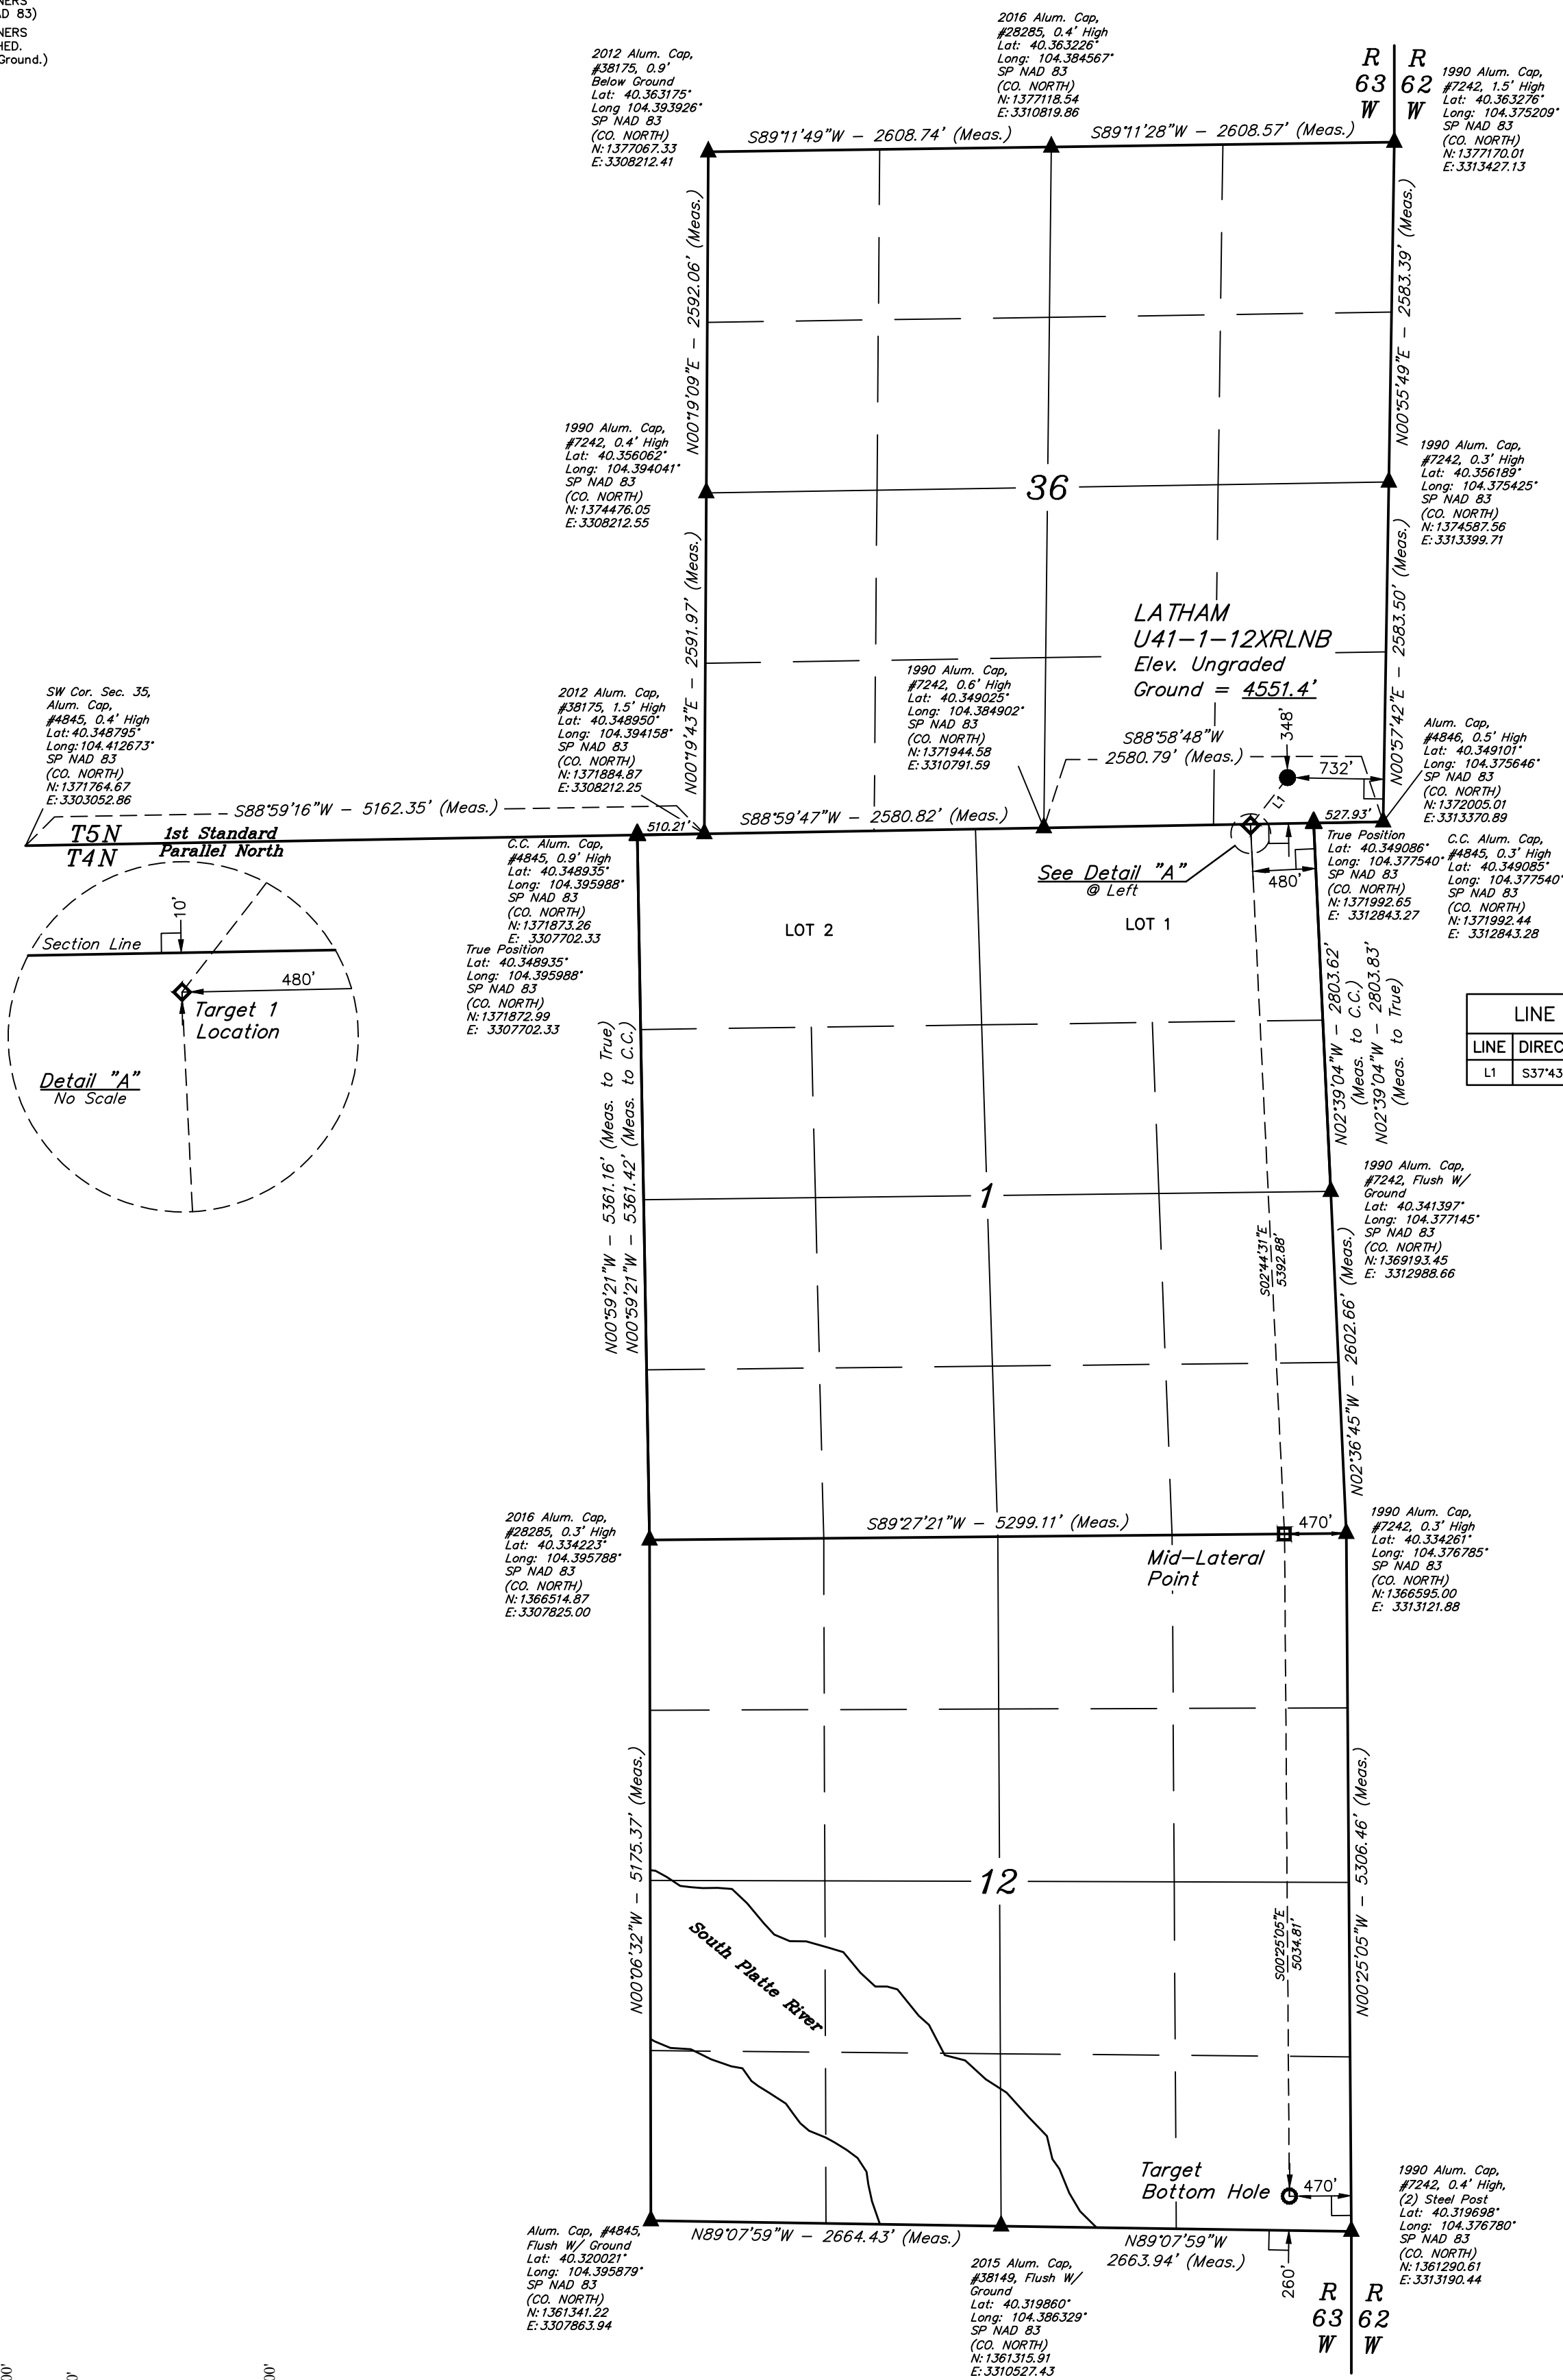 NERS
D 83)
NERS
HED.
Ground.)
2012 Alum. Cap,
#38175, 0.9'
Below Ground
Lat: 40.363175°
Long 104.393926°
SP NAD 83
(CO. NORTH)
N:1377067.33
E:3308212.41
2016 Alum. Cap,
#28285, 0.4' High
Lat: 40.363226°
Long: 104.384567°
SP NAD 83
(CO. NORTH)
N:1377118.54
E:3310819.86
R R
63 62
W W
1990 Alum. Cap,
#7242, 1.5' High
Lat: 40.363276°
Long: 104.375209°
SP NAD 83
(CO. NORTH)
N:1377170.01
E:3313427.13
S89°11'49"W - 2608.74' (Meas.)
S89°11'28"W - 2608.57' (Meas.)
N00°19'09"E - 2592.06' (Meas.)
N00°55'49"E - 2583.39' (Meas.)
1990 Alum. Cap,
#7242, 0.4' High
Lat: 40.356062°
Long: 104.394041°
SP NAD 83
(CO. NORTH)
N:1374476.05
E:3308212.55
36
1990 Alum. Cap,
#7242, 0.3' High
Lat: 40.356189°
Long: 104.375425°
SP NAD 83
(CO. NORTH)
N:1374587.56
E:3313399.71
N00°19'43"E - 2591.97' (Meas.)
N00°57'42"E - 2583.50' (Meas.)
LATHAM
U41-1-12XRLNB
Elev. Ungraded
Ground = 4551.4'
SW Cor. Sec. 35,
Alum. Cap,
#4845, 0.4' High
Lat:40.348795°
Long:104.412673°
SP NAD 83
(CO. NORTH)
N:1371764.67
E:3303052.86
2012 Alum. Cap,
#38175, 1.5' High
Lat: 40.348950°
Long: 104.394158°
SP NAD 83
(CO. NORTH)
N:1371884.87
E:3308212.25
1990 Alum. Cap,
#7242, 0.6' High
Lat: 40.349025°
Long: 104.384902°
SP NAD 83
(CO. NORTH)
N:1371944.58
E:3310791.59
S88°58'48"W
2580.79' (Meas.)
348'
732'
L1
Alum. Cap,
#4846, 0.5' High
Lat: 40.349101°
Long: 104.375646°
SP NAD 83
(CO. NORTH)
N:1372005.01
E:3313370.89
S88°59'16"W - 5162.35' (Meas.)
510.21'
S88°59'47"W - 2580.82' (Meas.)
527.93'
T5N
T4N
1st Standard
Parallel North
C.C. Alum. Cap,
#4845, 0.9' High
Lat: 40.348935°
Long: 104.395988°
SP NAD 83
(CO. NORTH)
N:1371873.26
E: 3307702.33
True Position
Lat: 40.348935°
Long: 104.395988°
SP NAD 83
(CO. NORTH)
N:1371872.99
E: 3307702.33
See Detail "A"
@ Left
480'
True Position
Lat: 40.349086°
Long: 104.377540°
SP NAD 83
(CO. NORTH)
N:1371992.65
E: 3312843.27
C.C. Alum. Cap,
#4845, 0.3' High
Lat: 40.349085°
Long: 104.377540°
SP NAD 83
(CO. NORTH)
N:1371992.44
E: 3312843.28
LOT 2
LOT 1
10'
Section Line
480'
Target 1
Location
Detail "A"
No Scale
N00°59'21"W - 5361.16' (Meas. to True)
N00°59'21"W - 5361.42' (Meas. to C.C.)
N02°39'04"W - 2803.62'
(Meas. to C.C.)
N02°39'04"W - 2803.83'
(Meas. to True)
LINE
LINE DIREC
L1 S37°43
1
1990 Alum. Cap,
#7242, Flush W/
Ground
Lat: 40.341397°
Long: 104.377145°
SP NAD 83
(CO. NORTH)
N:1369193.45
E: 3312988.66
S02°44'31"E
5392.88'
N02°36'45"W - 2602.66' (Meas.)
2016 Alum. Cap,
#28285, 0.3' High
Lat: 40.334223°
Long: 104.395788°
SP NAD 83
(CO. NORTH)
N:1366514.87
E:3307825.00
S89°27'21"W - 5299.11' (Meas.)
470'
Mid-Lateral
Point
1990 Alum. Cap,
#7242, 0.3' High
Lat: 40.334261°
Long: 104.376785°
SP NAD 83
(CO. NORTH)
N:1366595.00
E: 3313121.88
N00°06'32"W - 5175.37' (Meas.)
12
South Platte River
S00°25'05"E
5034.81'
N00°25'05"W - 5306.46' (Meas.)
Target
Bottom Hole
470'
1990 Alum. Cap,
#7242, 0.4' High,
(2) Steel Post
Lat: 40.319698°
Long: 104.376780°
SP NAD 83
(CO. NORTH)
N:1361290.61
E:3313190.44
Alum. Cap, #4845,
Flush W/ Ground
Lat: 40.320021°
Long: 104.395879°
SP NAD 83
(CO. NORTH)
N:1361341.22
E:3307863.94
N89°07'59"W - 2664.43' (Meas.)
N89°07'59"W
2663.94' (Meas.)
260'
2015 Alum. Cap,
#38149, Flush W/
Ground
Lat: 40.319860°
Long: 104.386329°
SP NAD 83
(CO. NORTH)
N:1361315.91
E:3310527.43
R R
63 62
W W
00'
0'
00'